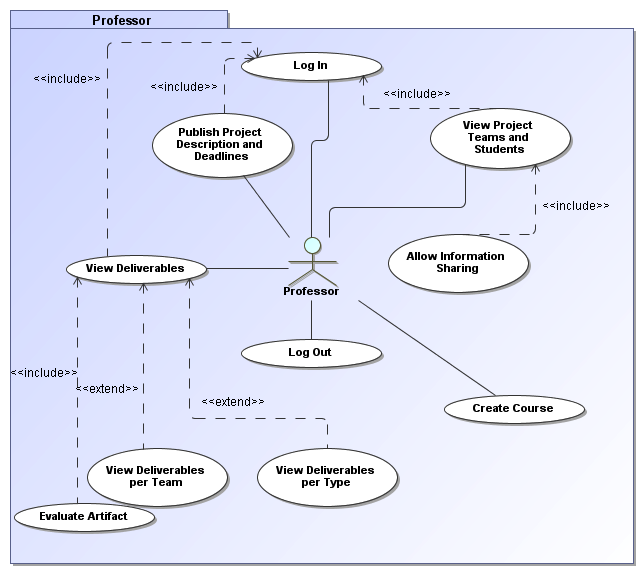 Professor
Log In
<<include>>
<<include>>
<<include>>
Publish Project
Description and
Deadlines
View Project
Teams and
Students
<<include>>
Allow Information
Sharing
View Deliverables
Professor
Log Out
<<include>>
<<extend>>
<<extend>>
Create Course
View Deliverables
per Team
View Deliverables
per Type
Evaluate Artifact